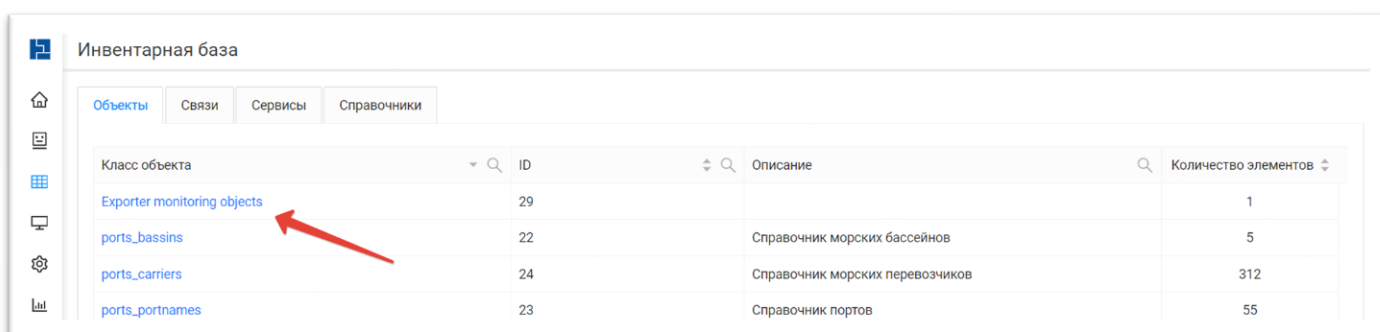 Инвентарная база
Объекты Связи Сервисы Справочники
Класс объекта ID Описание Количество элементов
Exporter monitoring objects 29 1
ports_bassins 22 Справочник морских бассейнов 5
ports_carriers 24 Справочник морских перевозчиков 312
ports_portnames 23 Справочник портов 55